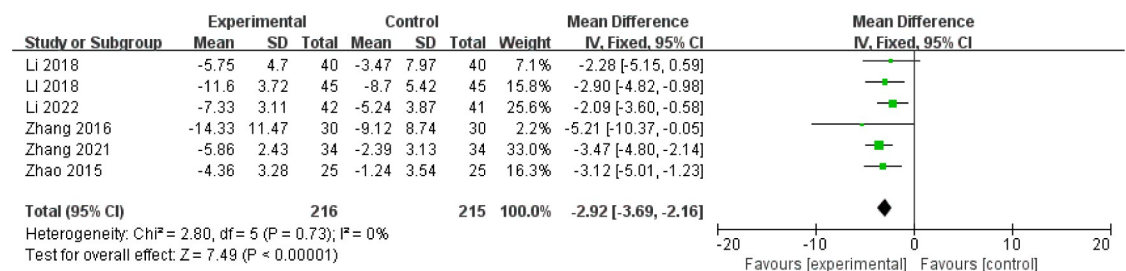 Experimental Control Mean Difference Mean Difference
Study or Subgroup Mean SD Total Mean SD Total Weight IV, Fixed, 95% CI IV, Fixed, 95% CI
Li 2018 -5.75 4.7 40 -3.47 7.97 40 7.1% -2.28 [-5.15, 0.59]
LI 2018 -11.6 3.72 45 -8.7 5.42 45 15.8% -2.90 [-4.82, -0.98]
Li 2022 -7.33 3.11 42 -5.24 3.87 41 25.6% -2.09 [-3.60, -0.58]
Zhang 2016 -14.33 11.47 30 -9.12 8.74 30 2.2% -5.21 [-10.37, -0.05]
Zhang 2021 -5.86 2.43 34 -2.39 3.13 34 33.0% -3.47 [-4.80, -2.14]
Zhao 2015 -4.36 3.28 25 -1.24 3.54 25 16.3% -3.12 [-5.01, -1.23]
Total (95% CI) 216 215 100.0% -2.92 [-3.69, -2.16]
Heterogeneity: Chi² = 2.80, df = 5 (P = 0.73); I² = 0%
Test for overall effect: Z = 7.49 (P < 0.00001)
-20 -10 0 10 20
Favours [experimental] Favours [control]